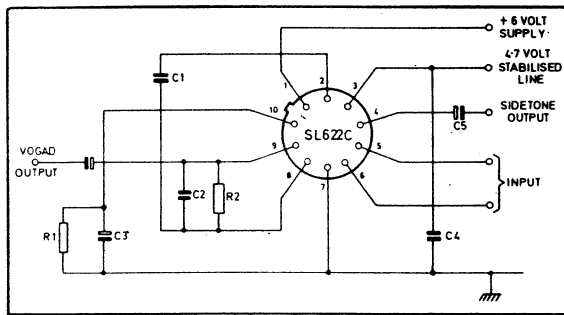 + 6 VOLT
SUPPLY·
4·7 VOLT
STABILISED
LINE
C1
1
2
3
10
SL622C
4
SIDETONE
OUTPUT
C5
VOGAD
OUTPUT
9
5
8
7
6
INPUT
C2
R2
R1
C3
C4